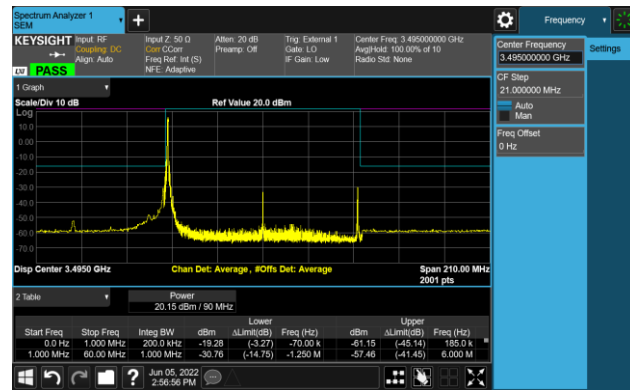 Spectrum Analyzer 1
SEM
Frequency
KEYSIGHT
Input: RF
Coupling: DC
Align: Auto
Input Z: 50 Ω
Corr CCorr
Freq Ref: Int (S)
NFE: Adaptive
Atten: 20 dB
Preamp: Off
Trig: External 1
Gate: LO
IF Gain: Low
Center Freq: 3.495000000 GHz
Avg|Hold: 100.00% of 10
Radio Std: None
LXI PASS
Center Frequency
3.495000000 GHz
Settings
CF Step
21.000000 MHz
Auto
Man
Freq Offset
0 Hz
1 Graph
Scale/Div 10 dB
Ref Value 20.0 dBm
Log
10.0
0.00
-10.0
-20.0
-30.0
-40.0
-50.0
-60.0
-70.0
Disp Center 3.4950 GHz
Chan Det: Average , #Offs Det: Average
Span 210.00 MHz
2001 pts
2 Table
Power
20.15 dBm / 90 MHz
Lower Upper
Start Freq Stop Freq Integ BW dBm ΔLimit(dB) Freq (Hz) dBm ΔLimit(dB) Freq (Hz)
0.0 Hz 1.000 MHz 200.0 kHz -19.28 (-3.27) -70.00 k -61.15 (-45.14) 185.0 k
1.000 MHz 60.00 MHz 1.000 MHz -30.76 (-14.75) -1.250 M -57.46 (-41.45) 6.000 M
Jun 05, 2022
2:56:56 PM